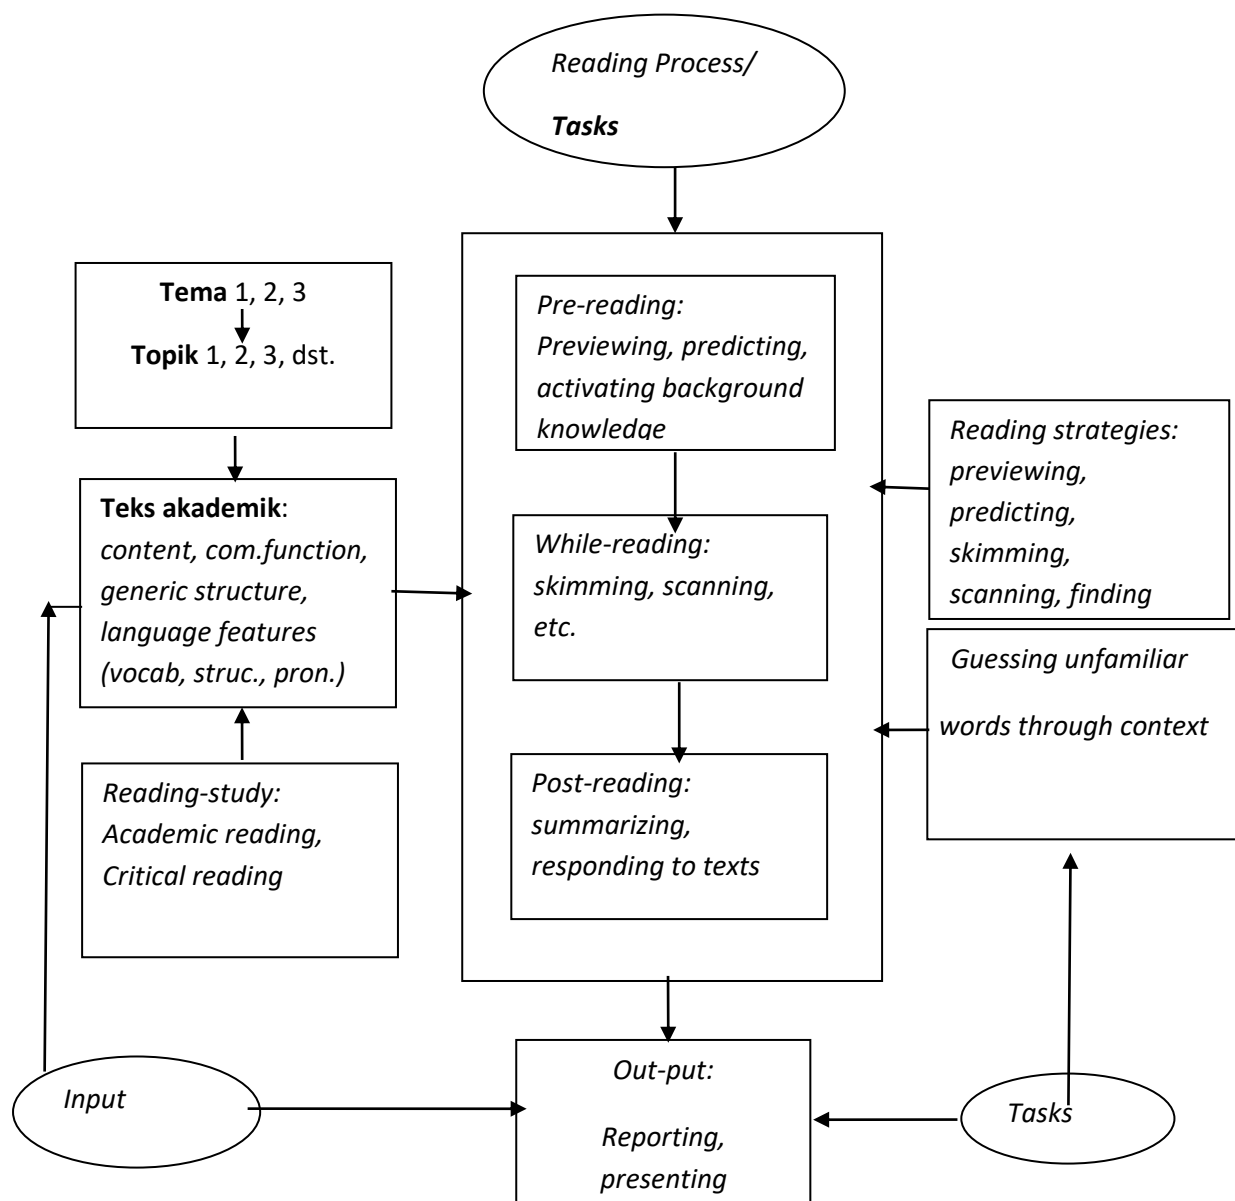 Reading Process/
Tasks
Tema 1, 2, 3
Topik 1, 2, 3, dst.
Teks akademik:
content, com.function,
generic structure,
language features
(vocab, struc., pron.)
Reading-study:
Academic reading,
Critical reading
Pre-reading:
Previewing, predicting,
activating background
knowledge
While-reading:
skimming, scanning,
etc.
Post-reading:
summarizing,
responding to texts
Reading strategies:
previewing,
predicting,
skimming,
scanning, finding
Guessing unfamiliar
words through context
Input
Out-put:
Reporting,
presenting
Tasks